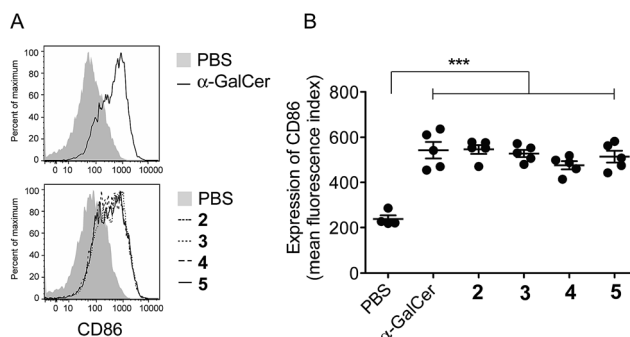 A
Percent of maximum
100
80
60
40
20
0
0 10 100 1000 10000
PBS
α-GalCer
Percent of maximum
100
80
60
40
20
0
0 10 100 1000 10000
PBS
2
3
4
5
CD86
B
Expression of CD86
(mean fluorescence index)
800
600
400
200
0
***
PBS
α-GalCer
2
3
4
5